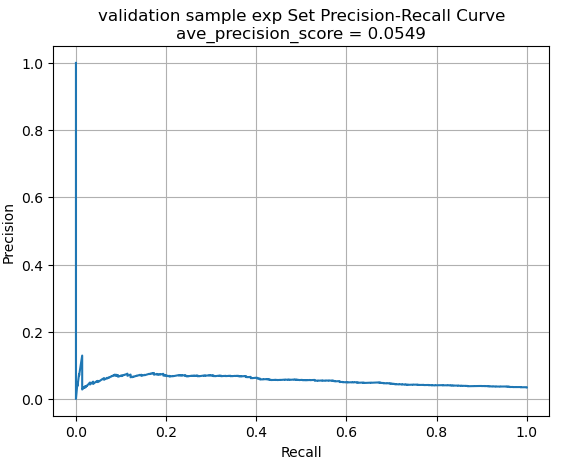 validation sample exp Set Precision-Recall Curve
ave_precision_score = 0.0549
1.0
0.8
0.6
0.4
0.2
0.0
Precision
0.0 0.2 0.4 0.6 0.8 1.0
Recall